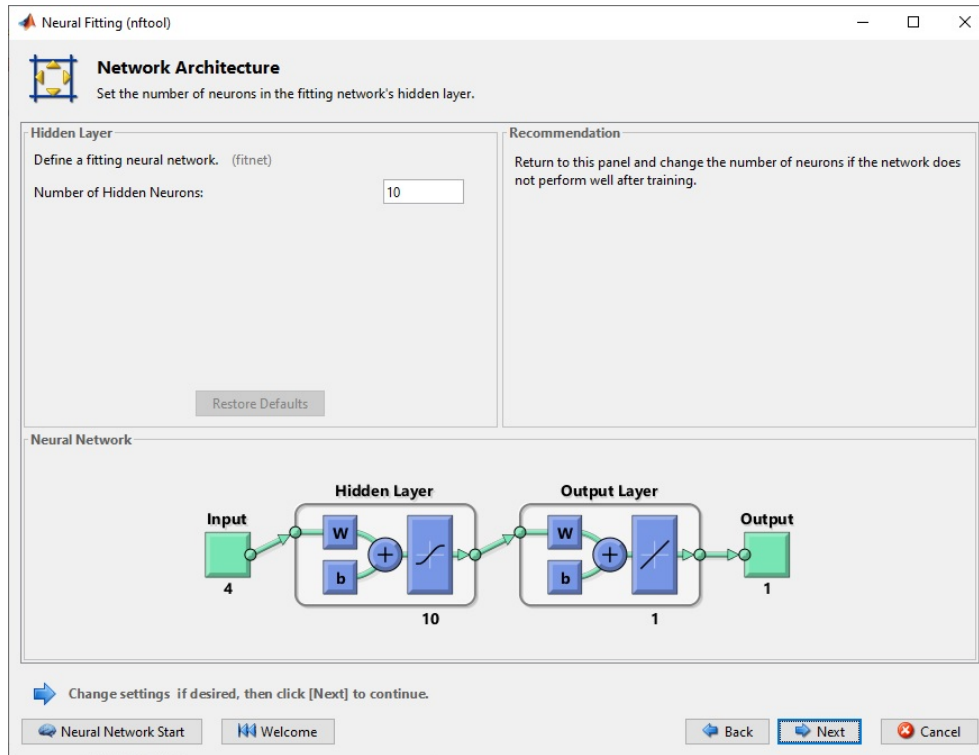 Neural Fitting (nftool)
Network Architecture
Set the number of neurons in the fitting network's hidden layer.
Hidden Layer
Define a fitting neural network. (fitnet)
Number of Hidden Neurons: 10
Restore Defaults
Recommendation
Return to this panel and change the number of neurons if the network does
not perform well after training.
Neural Network
Hidden Layer
Output Layer
Input
W
b
W
b
Output
4
10
1
1
Change settings if desired, then click [Next] to continue.
Neural Network Start
Welcome
Back
Next
Cancel